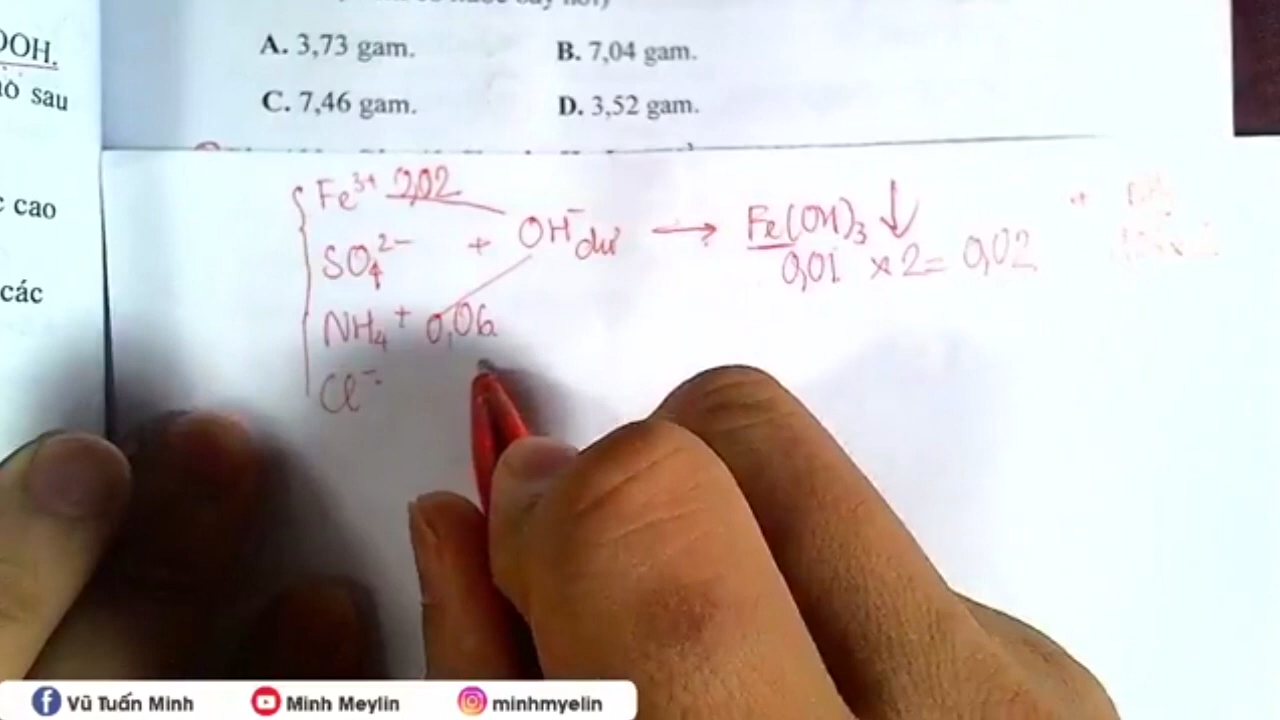 OOH.
sau
cao
các
A. 3,73 gam.
B. 7,04 gam.
C. 7,46 gam.
D. 3,52 gam.
Fe³⁺ 0,02
SO₄²⁻ + OH⁻ dư → Fe(OH)₃ ↓
0,01 × 2 = 0,02
NH₄⁺ 0,06
Cl⁻
Vũ Tuấn Minh
Minh Meylin
minhmyelin